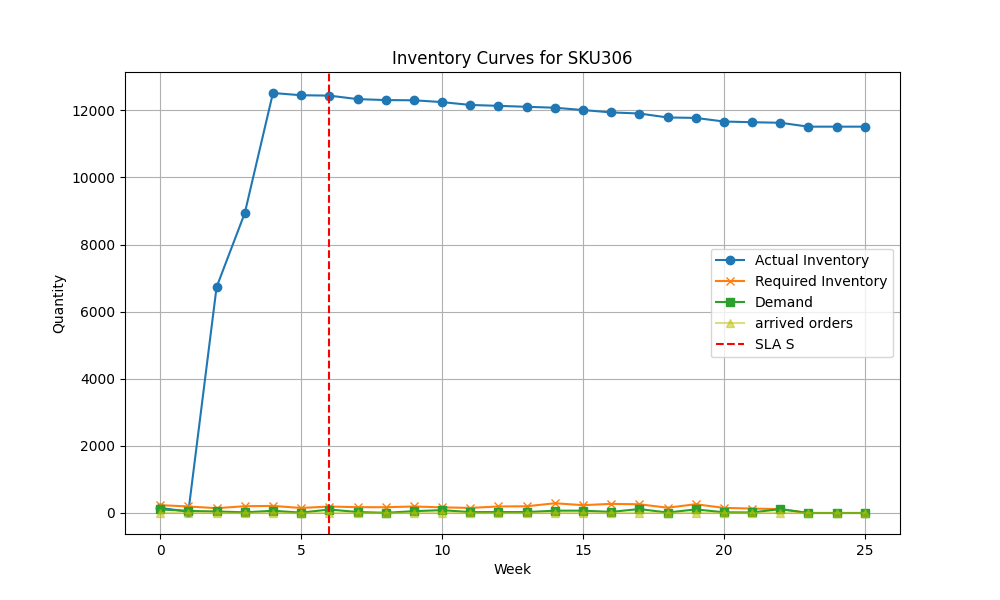 Inventory Curves for SKU306
Quantity
12000
10000
8000
6000
4000
2000
0
Actual Inventory
Required Inventory
Demand
arrived orders
SLA S
0 5 10 15 20 25
Week